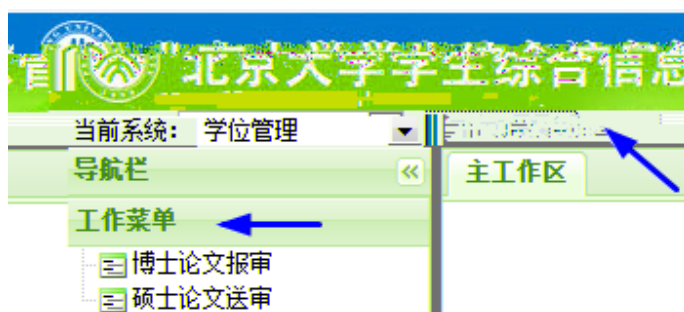 北京大学学生综合信息
当前系统： 学位管理
导航栏
主工作区
工作菜单
博士论文报审
硕士论文送审